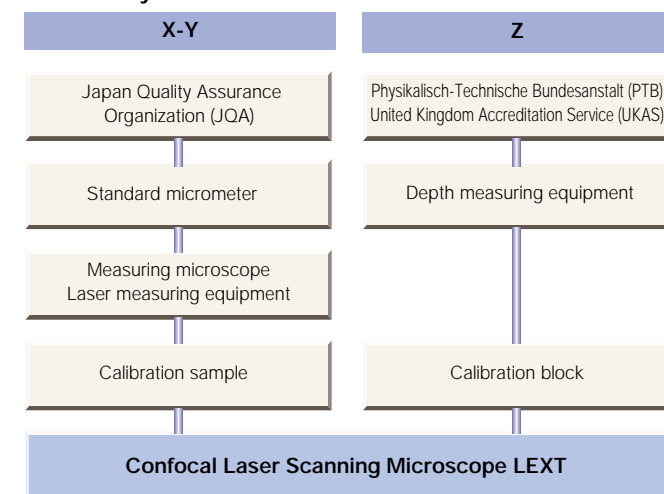 X-Y
Z
Japan Quality Assurance
Organization (JQA)
Physikalisch-Technische Bundesanstalt (PTB)
United Kingdom Accreditation Service (UKAS)
Standard micrometer
Depth measuring equipment
Measuring microscope
Laser measuring equipment
Calibration sample
Calibration block
Confocal Laser Scanning Microscope LEXT